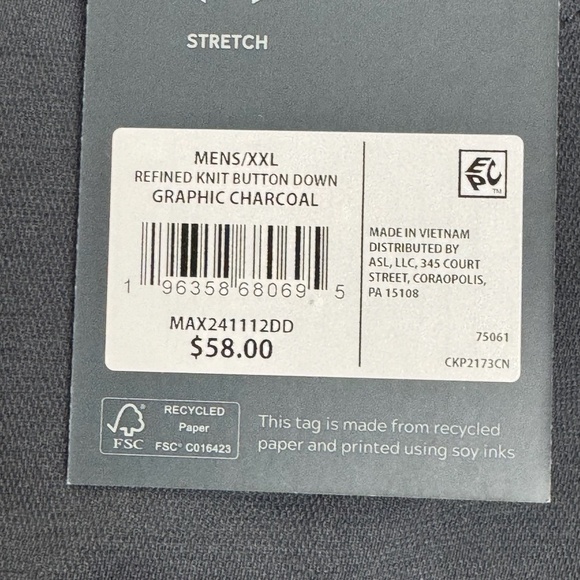 STRETCH
MENS/XXL
REFINED KNIT BUTTON DOWN
GRAPHIC CHARCOAL
1 96358 68069 5
MAX241112DD
$58.00
EPC™
MADE IN VIETNAM
DISTRIBUTED BY
ASL, LLC, 345 COURT
STREET, CORAOPOLIS,
PA 15108
75061
CKP2173CN
FSC
RECYCLED
Paper
FSC® C016423
This tag is made from recycled
paper and printed using soy inks